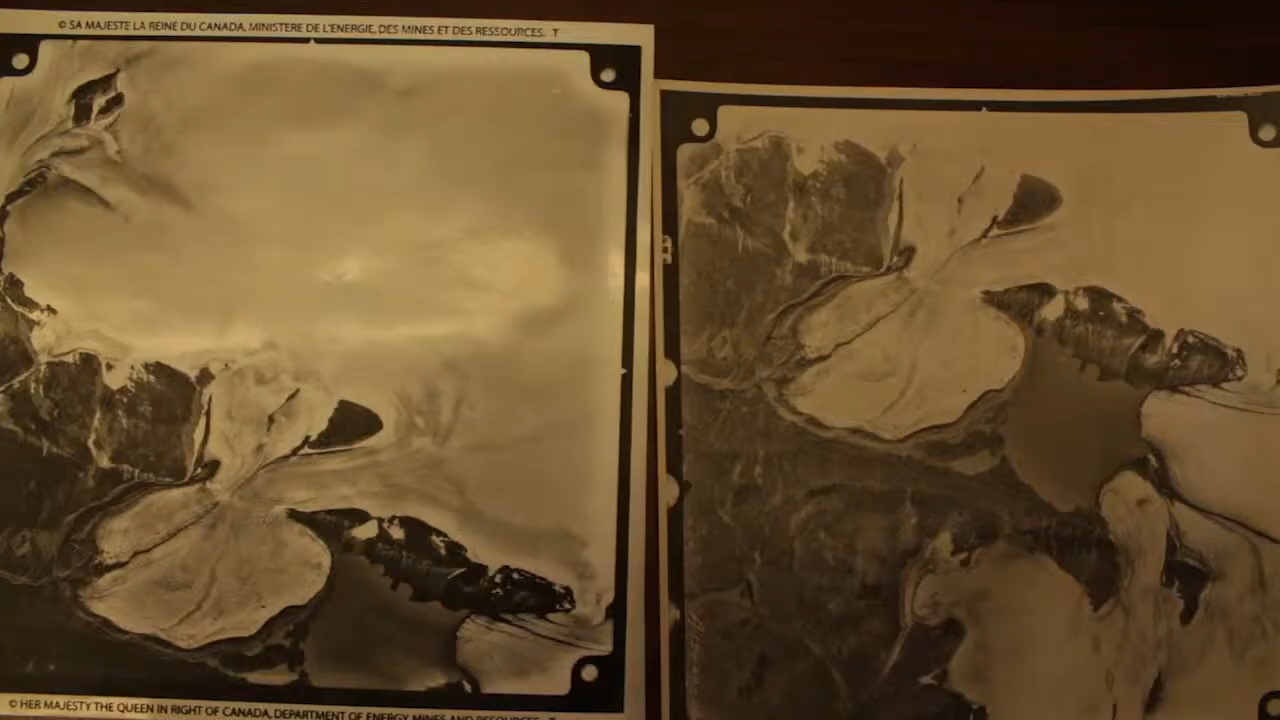 © SA MAJESTE LA REINE DU CANADA, MINISTERE DE L'ENERGIE, DES MINES ET DES RESSOURCES. T
© HER MAJESTY THE QUEEN IN RIGHT OF CANADA, DEPARTMENT OF ENERGY MINES AND RESOURCES.